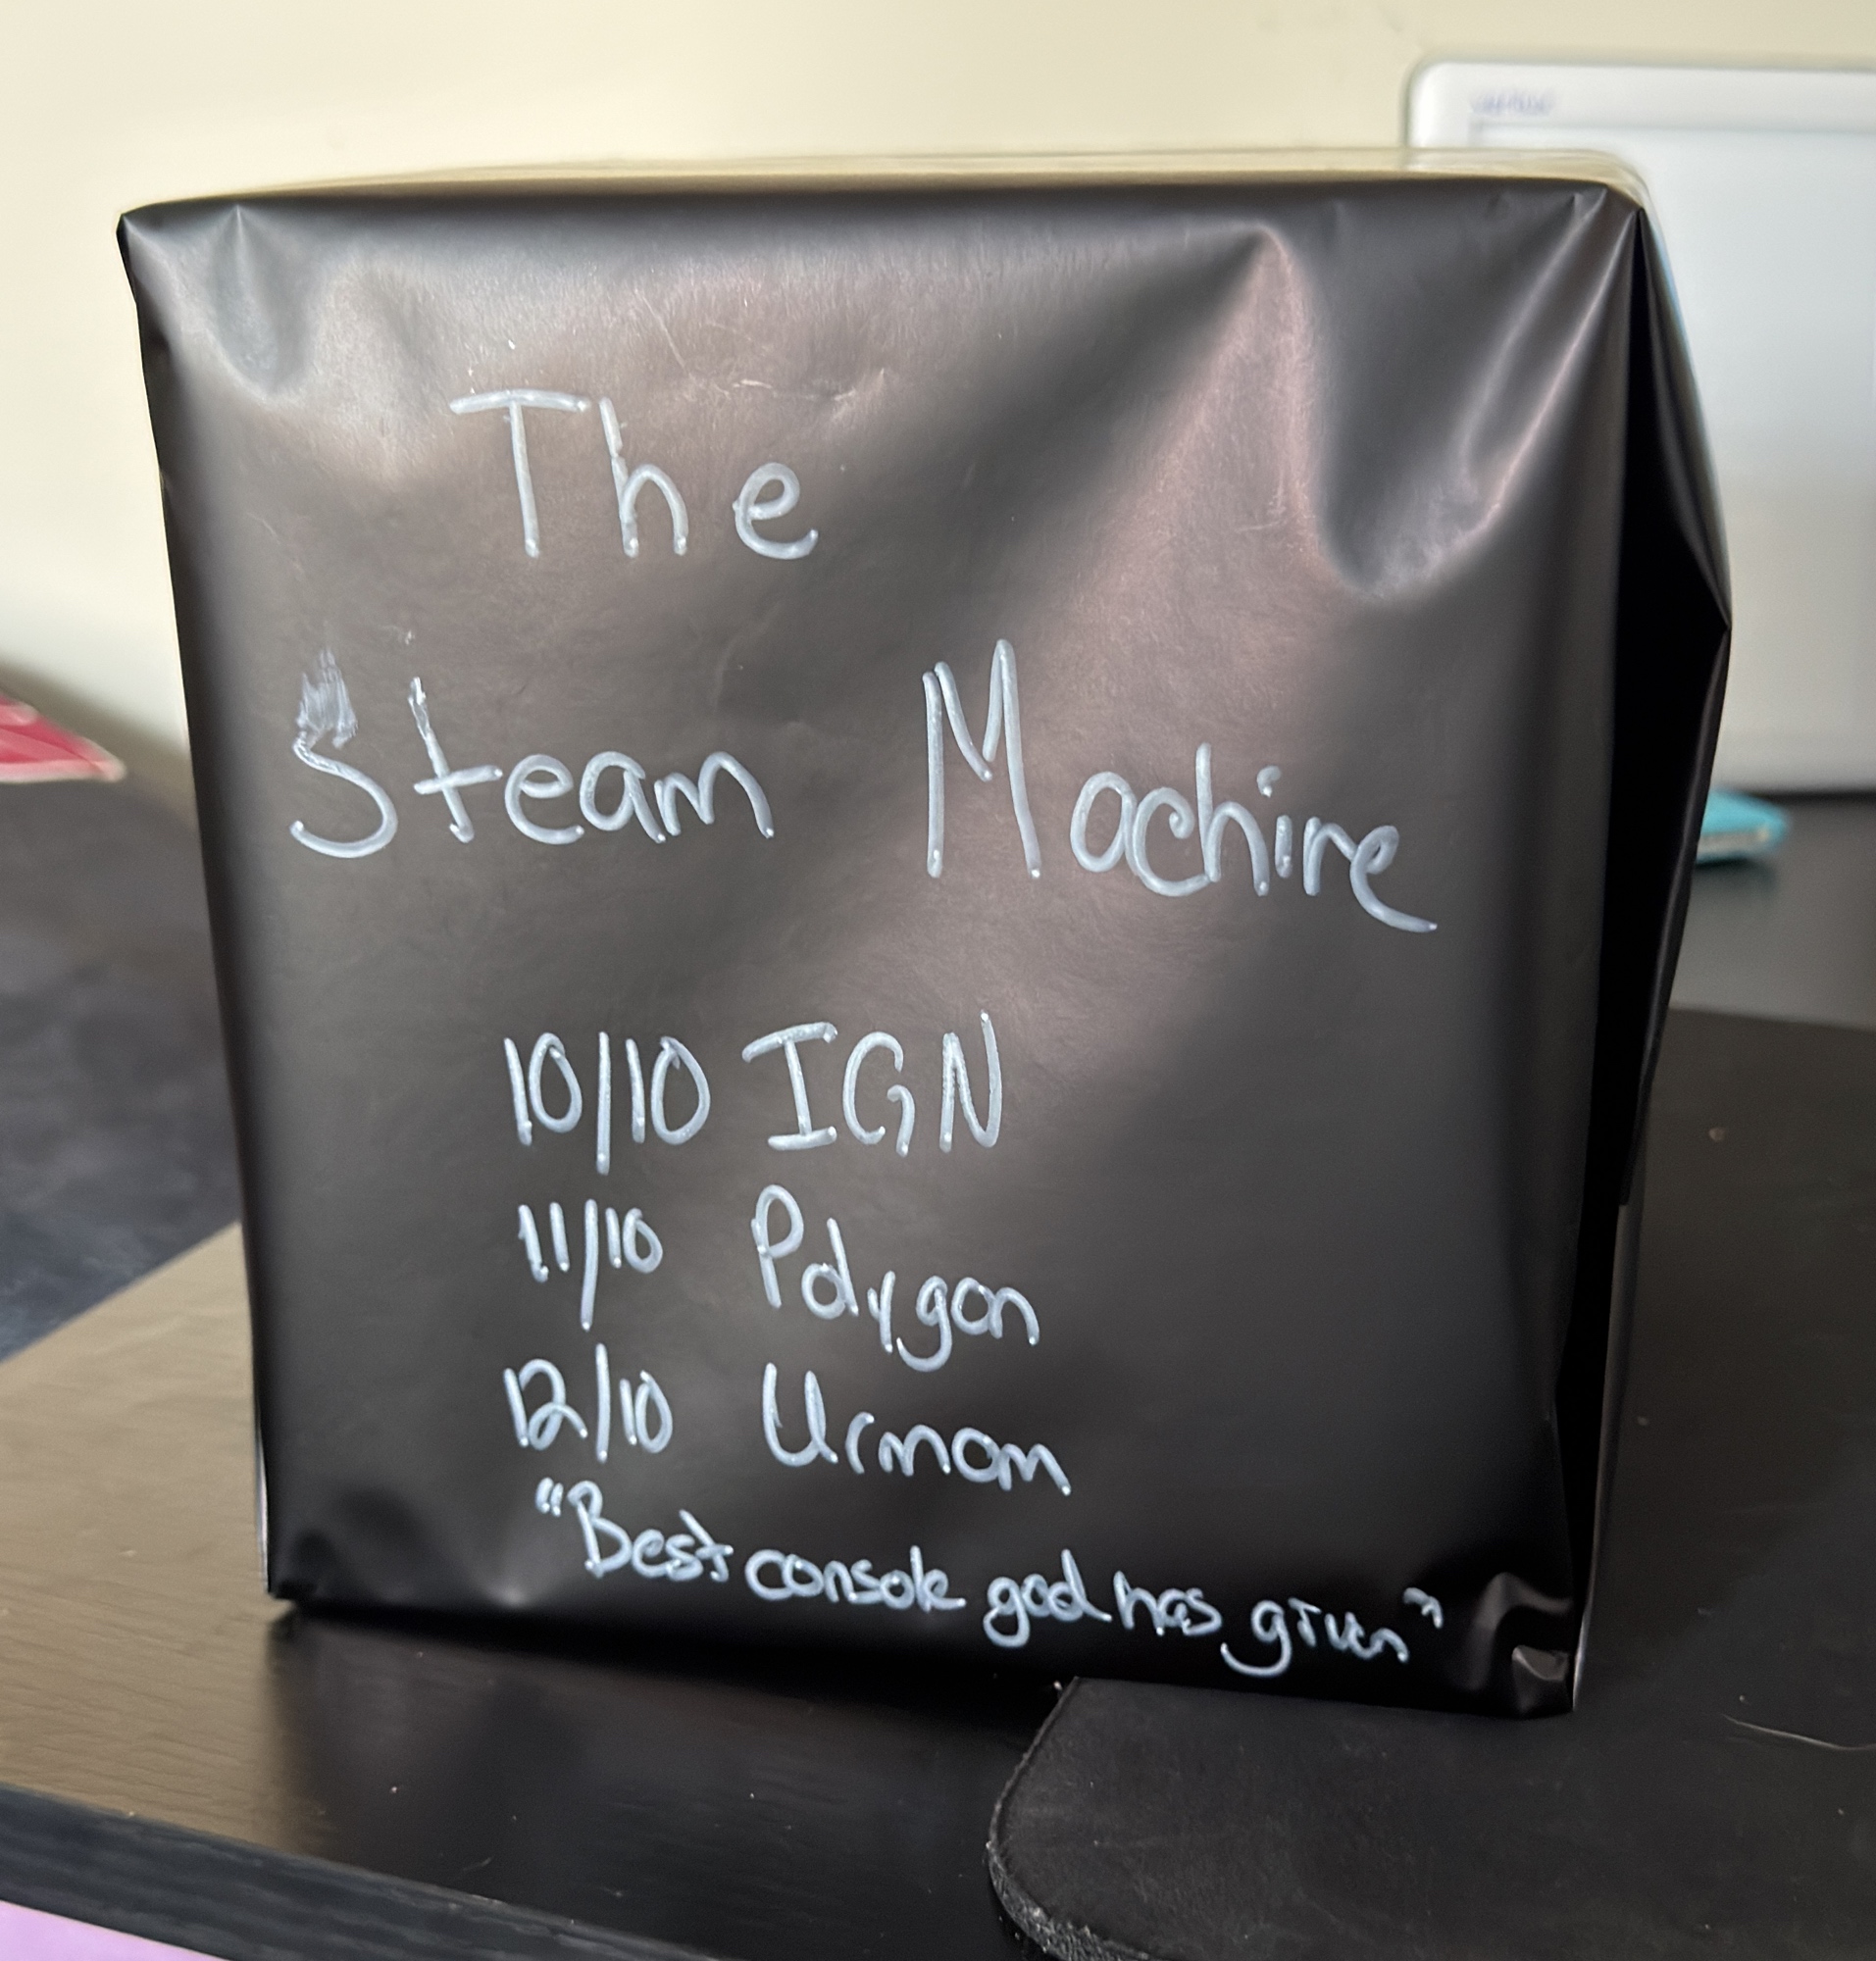 The
Steam Machine
10/10 IGN
11/10 Polygon
12/10 Urmom
"Best console god has given"